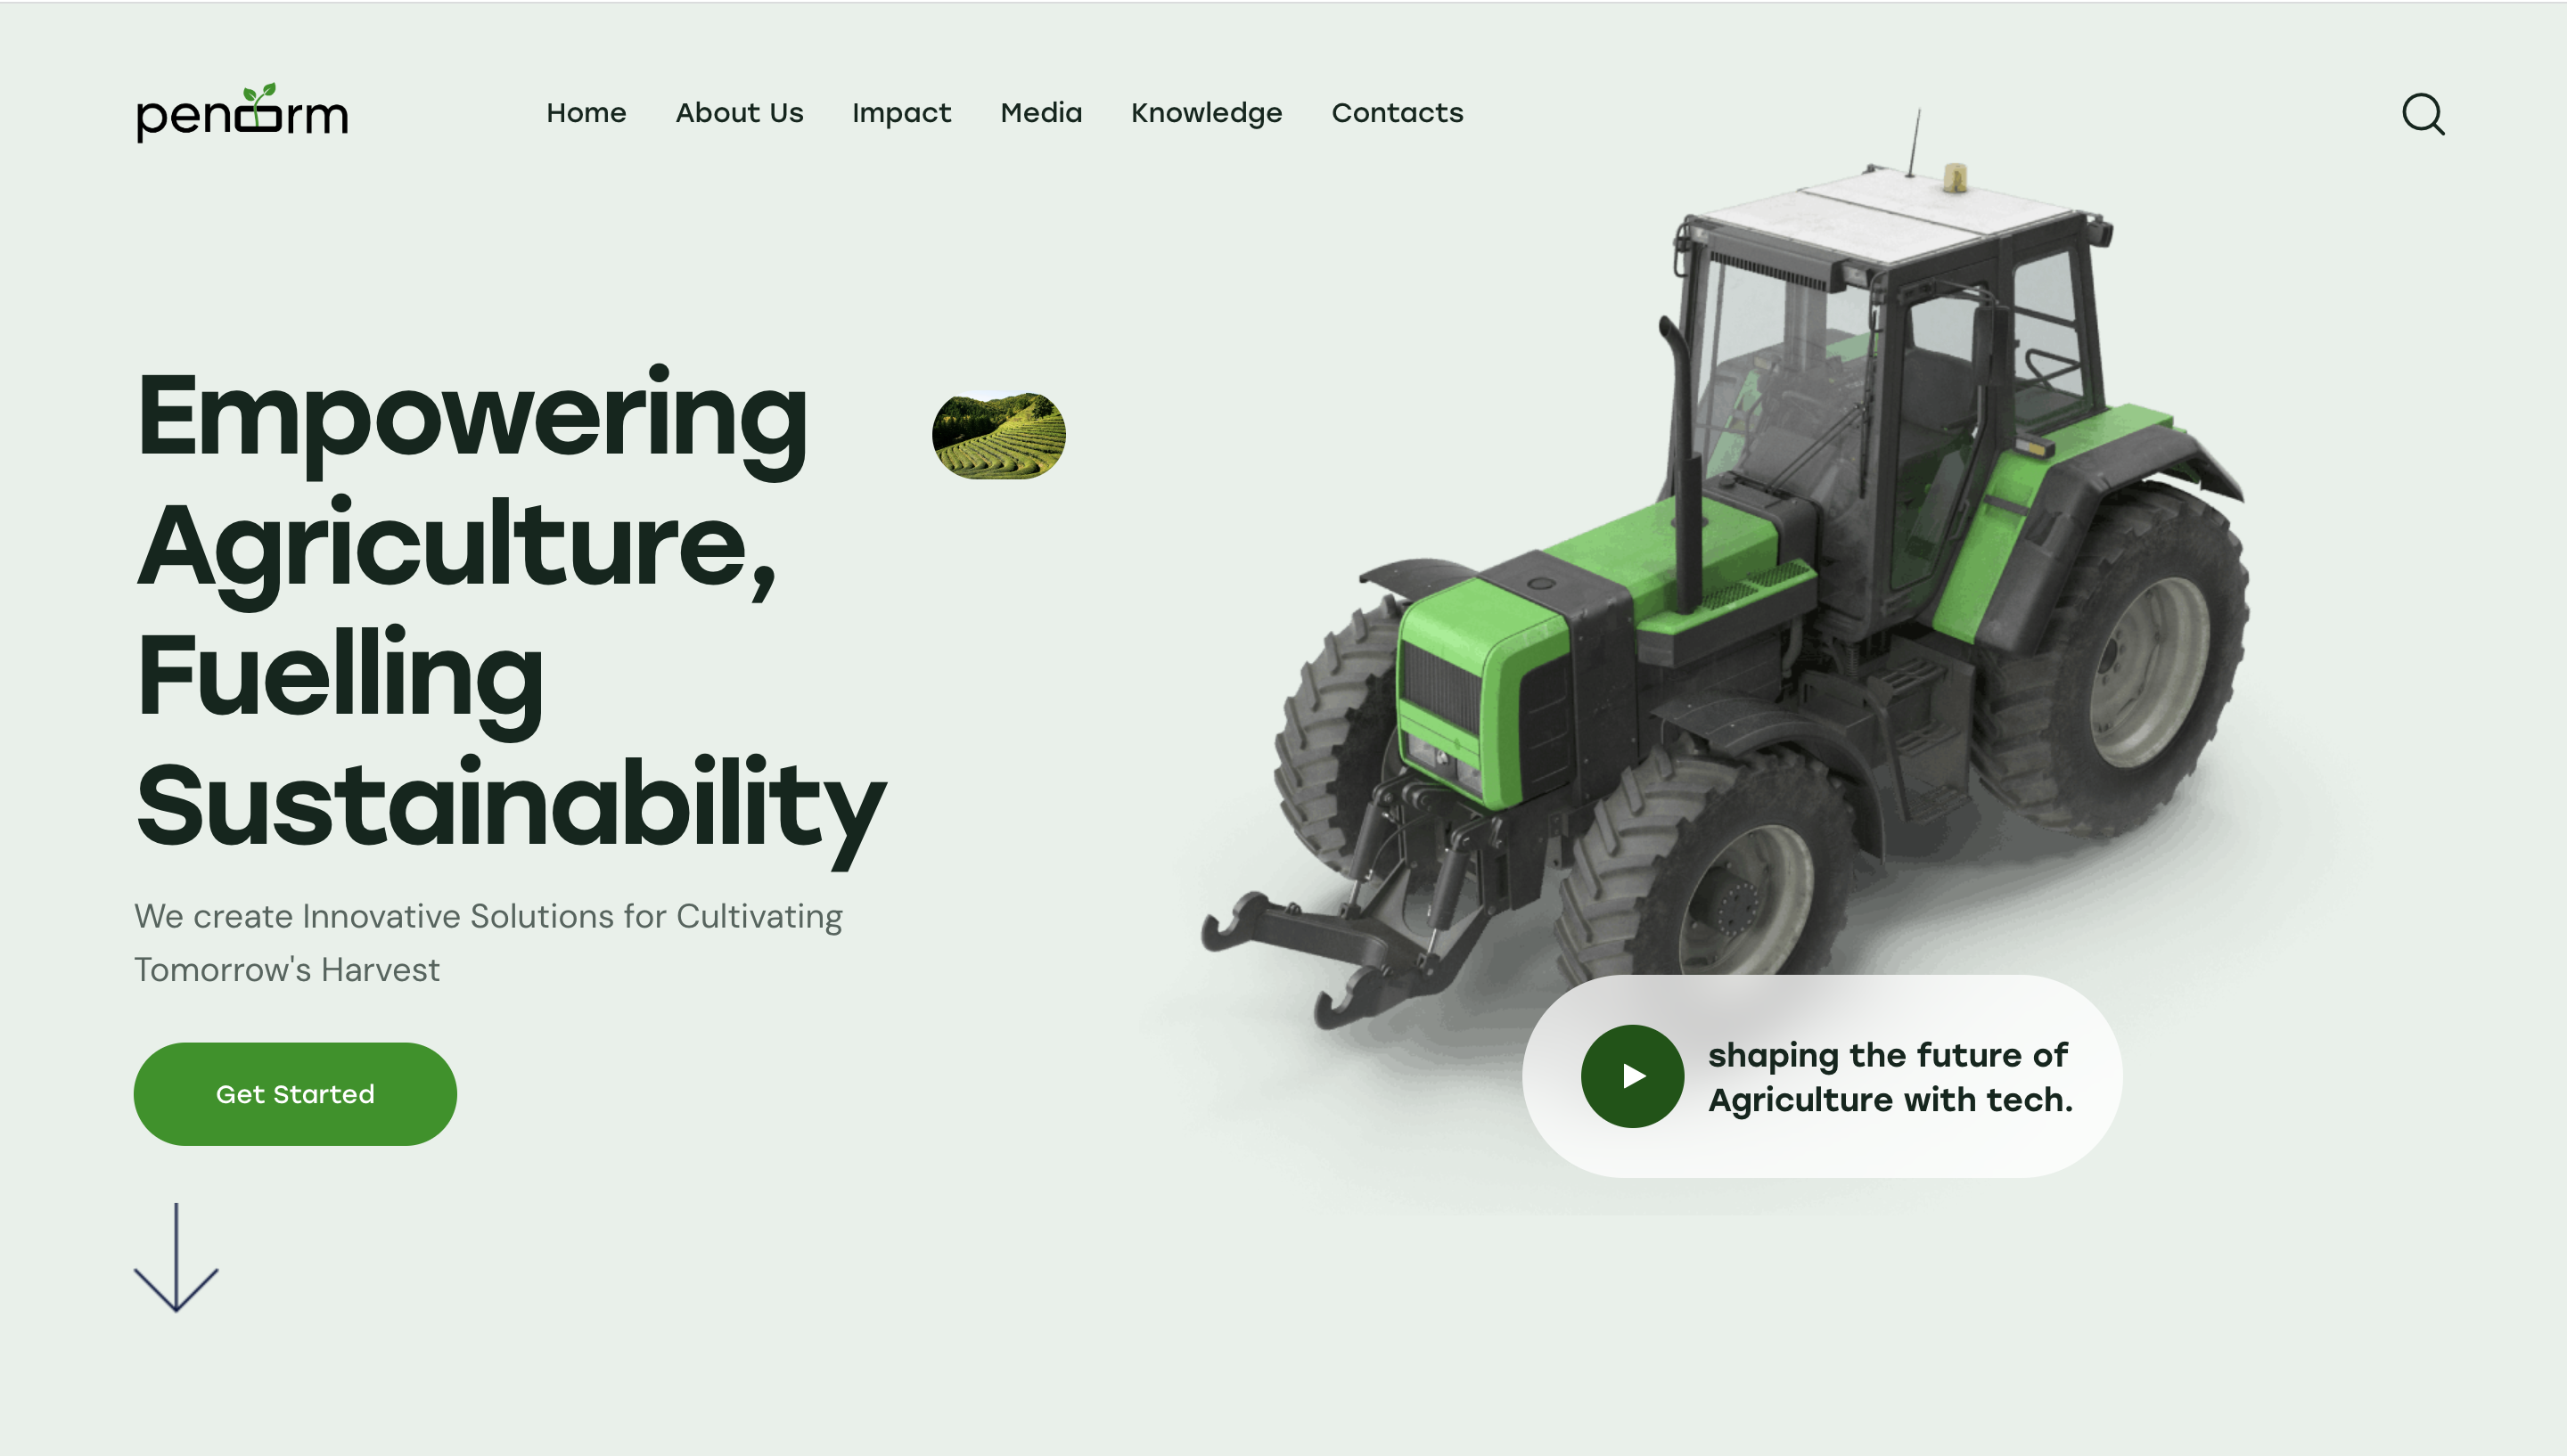 penorm
Home About Us Impact Media Knowledge Contacts
Empowering
Agriculture,
Fuelling
Sustainability
We create Innovative Solutions for Cultivating
Tomorrow's Harvest
Get Started
shaping the future of
Agriculture with tech.